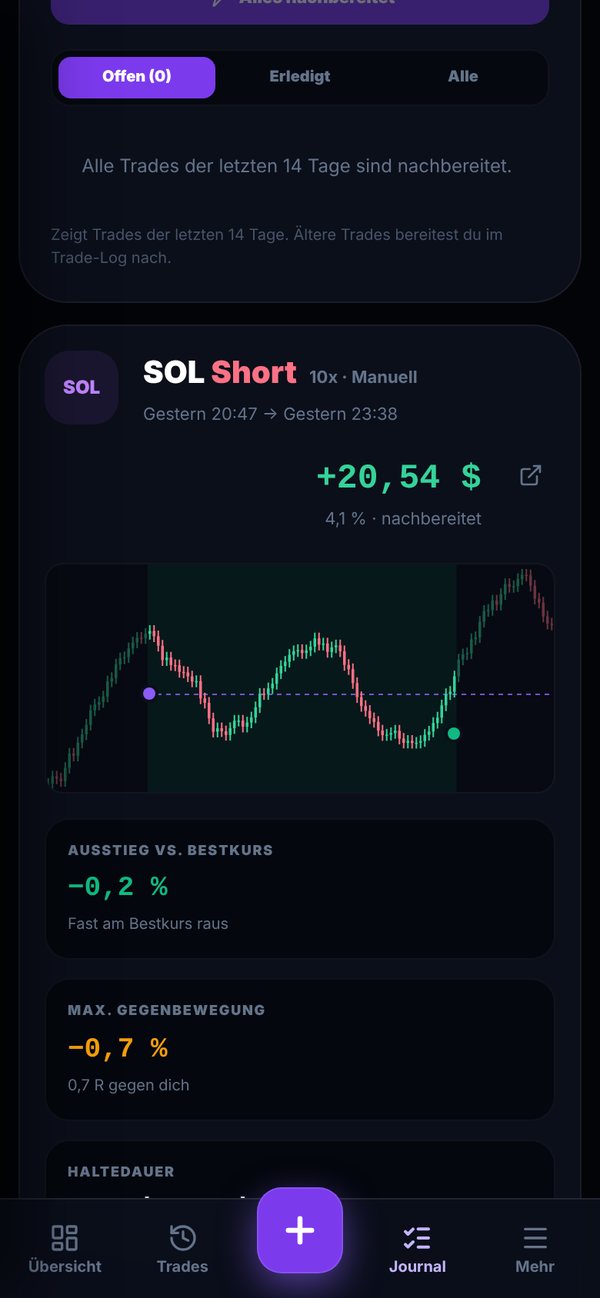 Alles nachbereitet
Offen (0)
Erledigt
Alle
Alle Trades der letzten 14 Tage sind nachbereitet.
Zeigt Trades der letzten 14 Tage. Ältere Trades bereitest du im
Trade-Log nach.
SOL
SOL Short 10x · Manuell
Gestern 20:47 → Gestern 23:38
+20,54 $
4,1 % · nachbereitet
AUSSTIEG VS. BESTKURS
−0,2 %
Fast am Bestkurs raus
MAX. GEGENBEWEGUNG
−0,7 %
0,7 R gegen dich
HALTEDAUER
Übersicht
Trades
Journal
Mehr